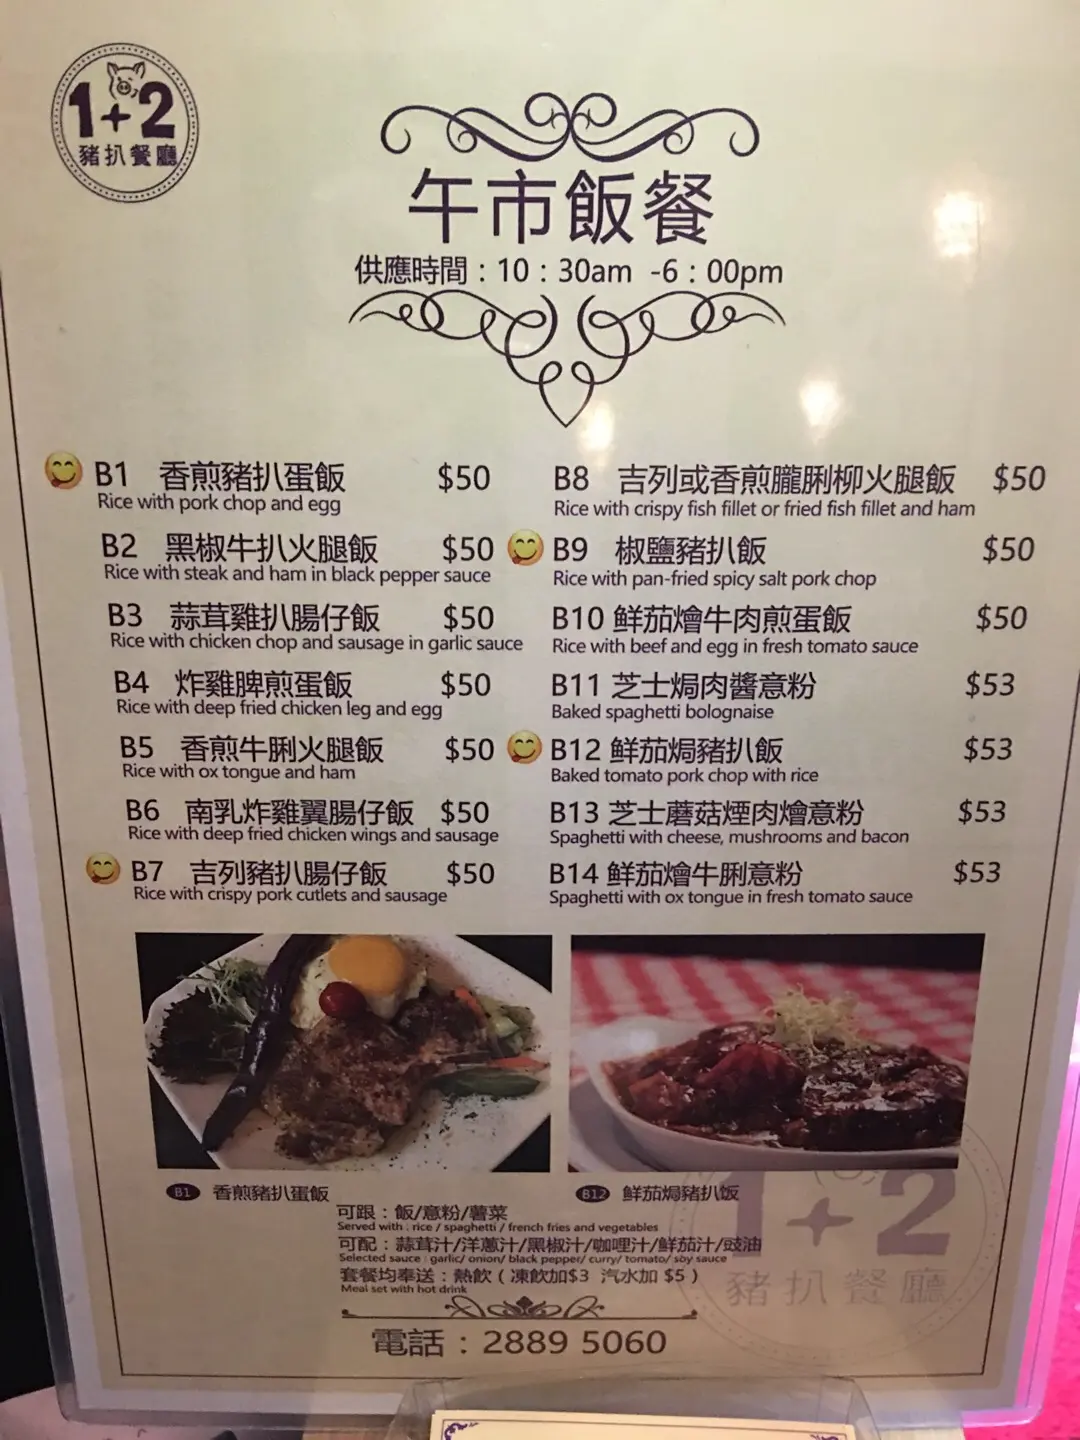 1+2
豬扒餐廳
午市飯餐
供應時間：10：30am -6：00pm
B1 香煎豬扒蛋飯 $50
Rice with pork chop and egg
B2 黑椒牛扒火腿飯 $50
Rice with steak and ham in black pepper sauce
B3 蒜茸雞扒腸仔飯 $50
Rice with chicken chop and sausage in garlic sauce
B4 炸雞脾煎蛋飯 $50
Rice with deep fried chicken leg and egg
B5 香煎牛脷火腿飯 $50
Rice with ox tongue and ham
B6 南乳炸雞翼腸仔飯 $50
Rice with deep fried chicken wings and sausage
B7 吉列豬扒腸仔飯 $50
Rice with crispy pork cutlets and sausage
B8 吉列或香煎朧脷柳火腿飯 $50
Rice with crispy fish fillet or fried fish fillet and ham
B9 椒鹽豬扒飯 $50
Rice with pan-fried spicy salt pork chop
B10 鮮茄燴牛肉煎蛋飯 $50
Rice with beef and egg in fresh tomato sauce
B11 芝士焗肉醬意粉 $53
Baked spaghetti bolognaise
B12 鮮茄焗豬扒飯 $53
Baked tomato pork chop with rice
B13 芝士蘑菇煙肉燴意粉 $53
Spaghetti with cheese, mushrooms and bacon
B14 鮮茄燴牛脷意粉 $53
Spaghetti with ox tongue in fresh tomato sauce
B1 香煎豬扒蛋飯
B12 鮮茄焗豬扒饭
可跟：飯/意粉/薯菜
Served with : rice / spaghetti / french fries and vegetables
可配：蒜茸汁/洋蔥汁/黑椒汁/咖哩汁/鮮茄汁/豉油
Selected sauce : garlic/ onion/ black pepper/ curry/ tomato/ soy sauce
套餐均奉送：熱飲 ( 凍飲加$3 汽水加 $5 )
Meal set with hot drink
1+2
豬扒餐廳
電話：2889 5060